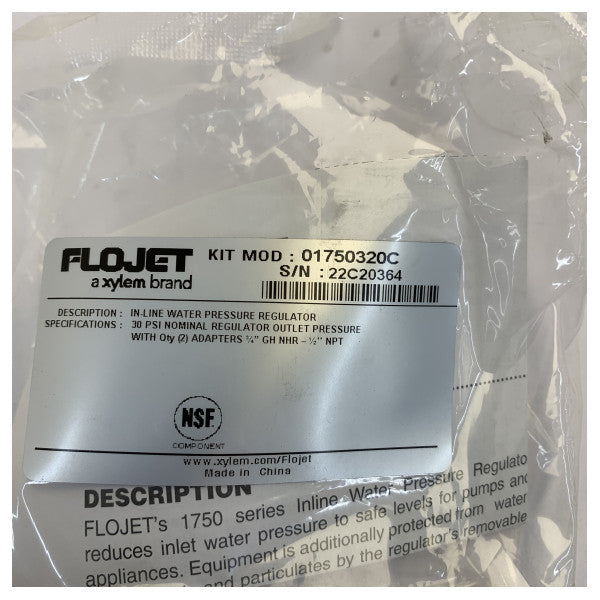 FLOJET
a xylem brand
KIT MOD : 01750320C
S/N : 22C20364
DESCRIPTION : IN-LINE WATER PRESSURE REGULATOR
SPECIFICATIONS : 30 PSI NOMINAL REGULATOR OUTLET PRESSURE
WITH Qty (2) ADAPTERS ¾" GH NHR – ½" NPT
NSF
COMPONENT
www.xylem.com/Flojet
Made in China
DESCRIPTION
FLOJET's 1750 series Inline Water Pressure Regulato
reduces inlet water pressure to safe levels for pumps and
appliances. Equipment is additionally protected from water
and particulates by the regulator's removable